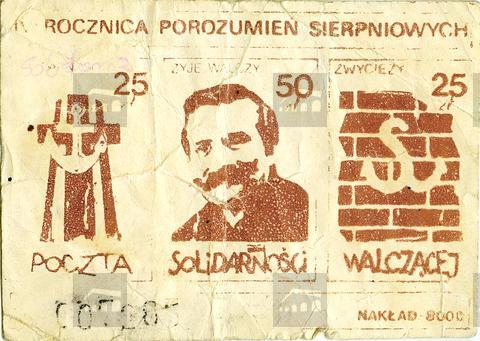 ROCZNICA POROZUMIEŃ SIERPNIOWYCH
25
ŻYJE WALCZY
50
ZWYCIĘŻY
25
zł
POCZTA
SOLIDARNOŚCI
WALCZĄCEJ
NAKŁAD-8000